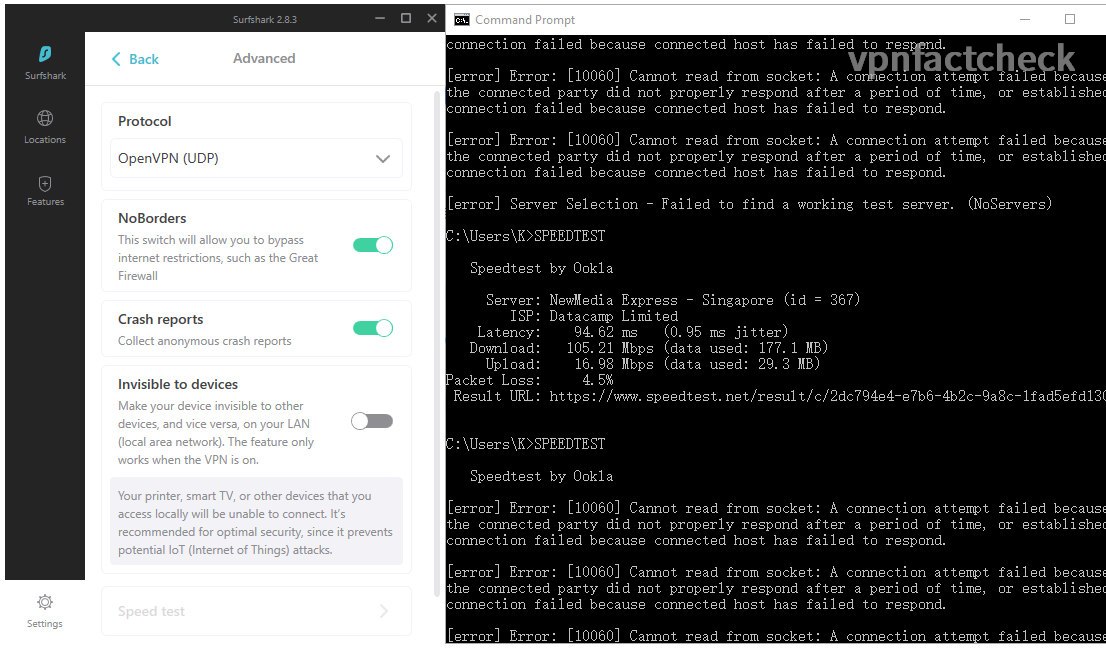 Surfshark 2.8.3
Surfshark
Locations
Features
Settings
Back
Advanced
Protocol
OpenVPN (UDP)
NoBorders
This switch will allow you to bypass
internet restrictions, such as the Great
Firewall
Crash reports
Collect anonymous crash reports
Invisible to devices
Make your device invisible to other
devices, and vice versa, on your LAN
(local area network). The feature only
works when the VPN is on.
Your printer, smart TV, or other devices that you
access locally will be unable to connect. It's
recommended for optimal security, since it prevents
potential IoT (Internet of Things) attacks.
Speed test
Command Prompt
vpnfactcheck
connection failed because connected host has failed to respond.
[error] Error: [10060] Cannot read from socket: A connection attempt failed because
the connected party did not properly respond after a period of time, or established
connection failed because connected host has failed to respond.
[error] Error: [10060] Cannot read from socket: A connection attempt failed because
the connected party did not properly respond after a period of time, or established
connection failed because connected host has failed to respond.
[error] Server Selection - Failed to find a working test server. (NoServers)
C:\Users\K>SPEEDTEST
Speedtest by Ookla
Server: NewMedia Express - Singapore (id = 367)
ISP: Datacamp Limited
Latency: 94.62 ms (0.95 ms jitter)
Download: 105.21 Mbps (data used: 177.1 MB)
Upload: 16.98 Mbps (data used: 29.3 MB)
Packet Loss: 4.5%
Result URL: https://www.speedtest.net/result/c/2dc794e4-e7b6-4b2c-9a8c-1fad5efd130
C:\Users\K>SPEEDTEST
Speedtest by Ookla
[error] Error: [10060] Cannot read from socket: A connection attempt failed because
the connected party did not properly respond after a period of time, or established
connection failed because connected host has failed to respond.
[error] Error: [10060] Cannot read from socket: A connection attempt failed because
the connected party did not properly respond after a period of time, or established
connection failed because connected host has failed to respond.
[error] Error: [10060] Cannot read from socket: A connection attempt failed because